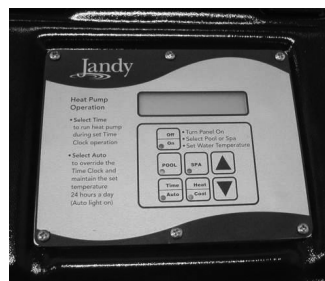 Jandy
Heat Pump
Operation
• Select Time
to run heat pump
during set Time
Clock operation
• Select Auto
to override the
Time Clock and
maintain the set
temperature
24 hours a day
(Auto light on)
Off
On
• Turn Panel On
• Select Pool or Spa
• Set Water Temperature
POOL
SPA
Time
Auto
Heat
Cool